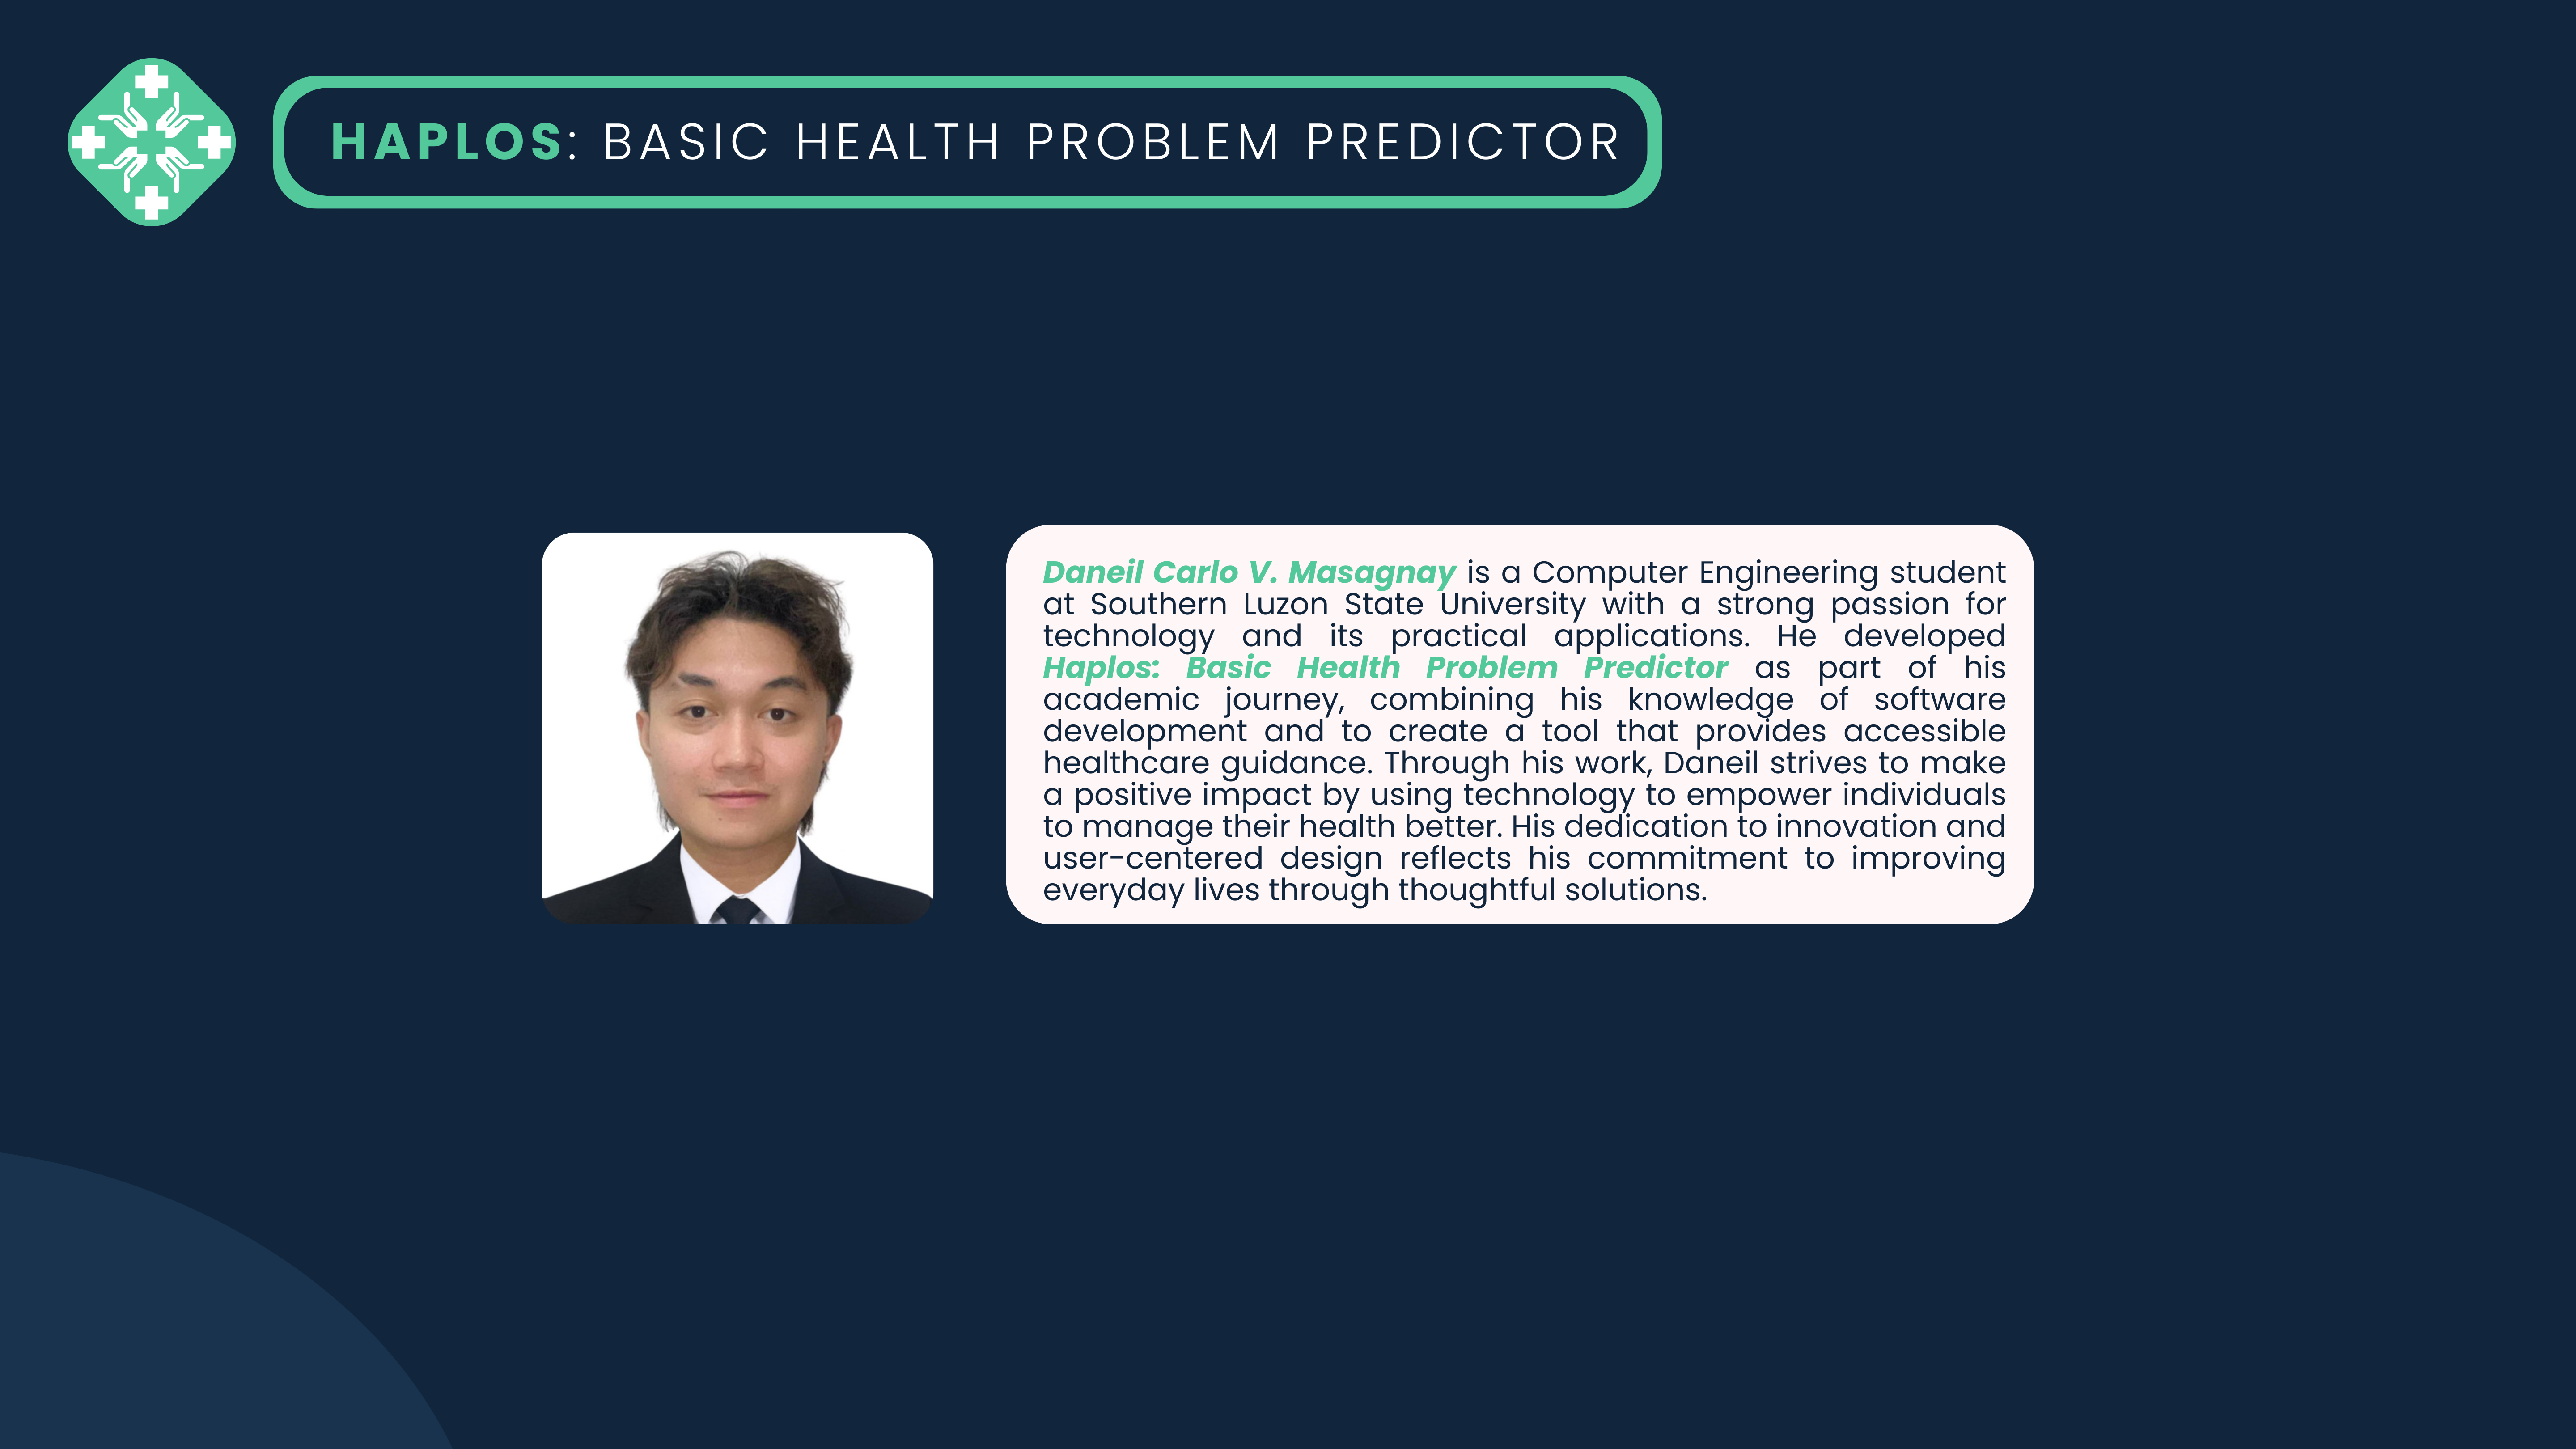 HAPLOS: BASIC HEALTH PROBLEM PREDICTOR
Daneil Carlo V. Masagnay is a Computer Engineering student
at Southern Luzon State University with a strong passion for
technology and its practical applications. He developed
Haplos: Basic Health Problem Predictor as part of his
academic journey, combining his knowledge of software
development and to create a tool that provides accessible
healthcare guidance. Through his work, Daneil strives to make
a positive impact by using technology to empower individuals
to manage their health better. His dedication to innovation and
user-centered design reflects his commitment to improving
everyday lives through thoughtful solutions.